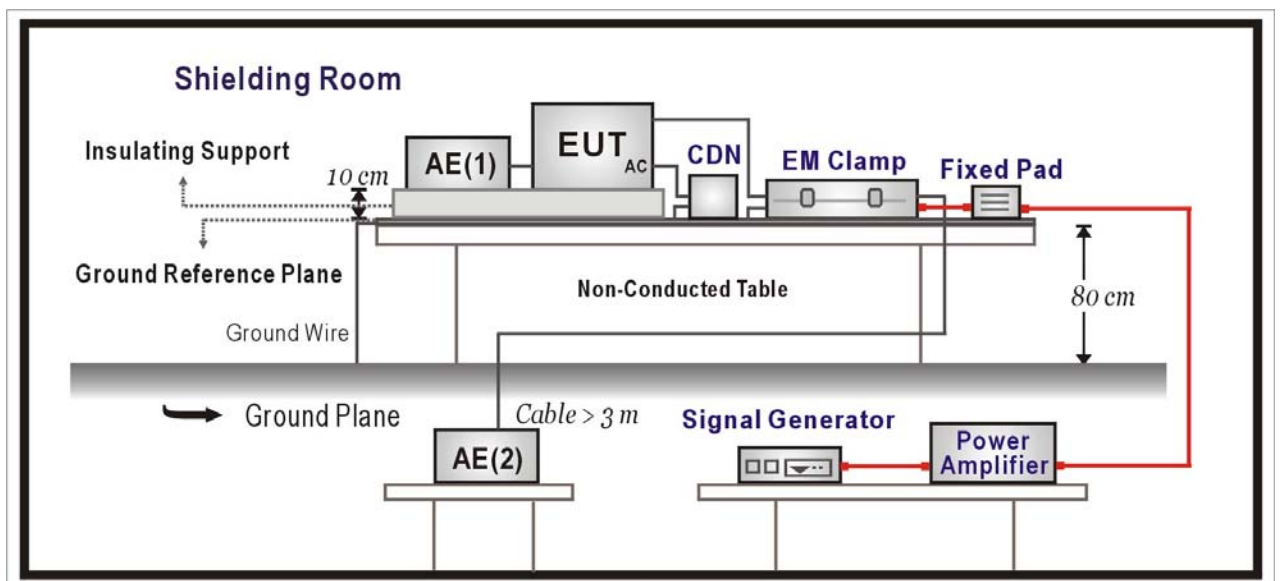 Shielding Room
Insulating Support
10 cm
AE(1)
EUT
AC
CDN
EM Clamp
Fixed Pad
Ground Reference Plane
Non-Conducted Table
80 cm
Ground Wire
Ground Plane
Cable > 3 m
AE(2)
Signal Generator
Power
Amplifier